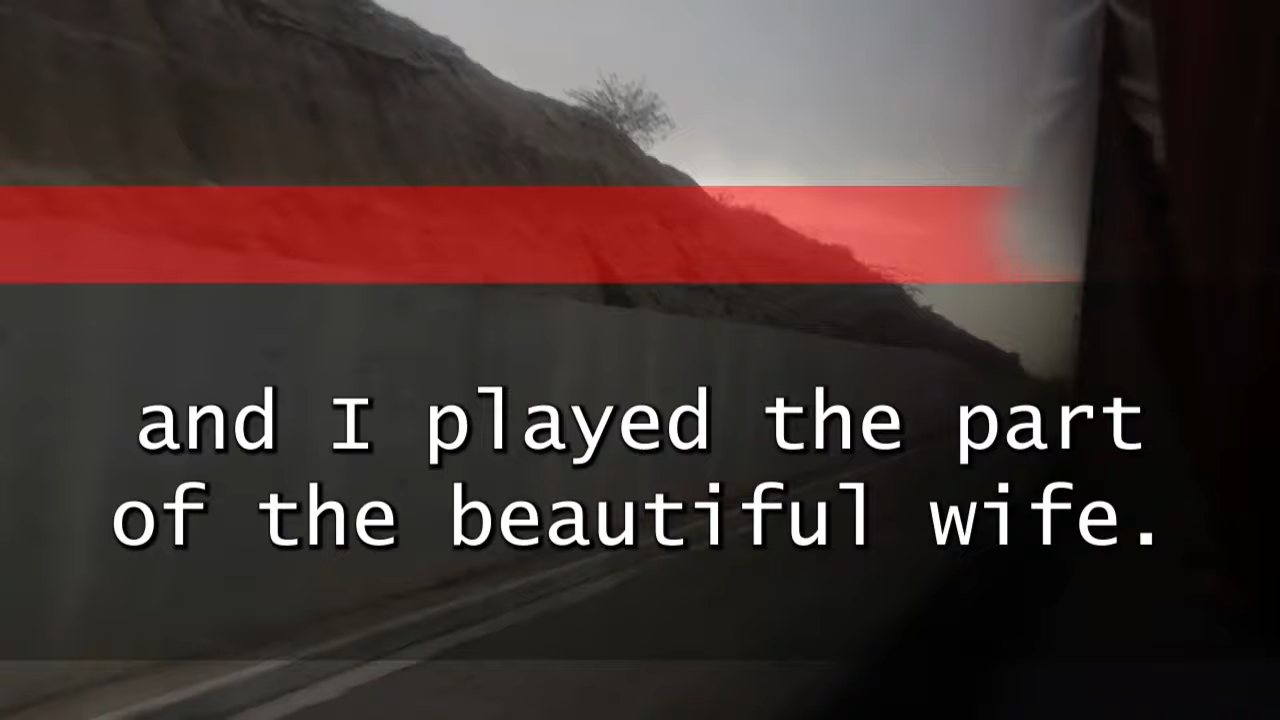 and I played the part
of the beautiful wife.